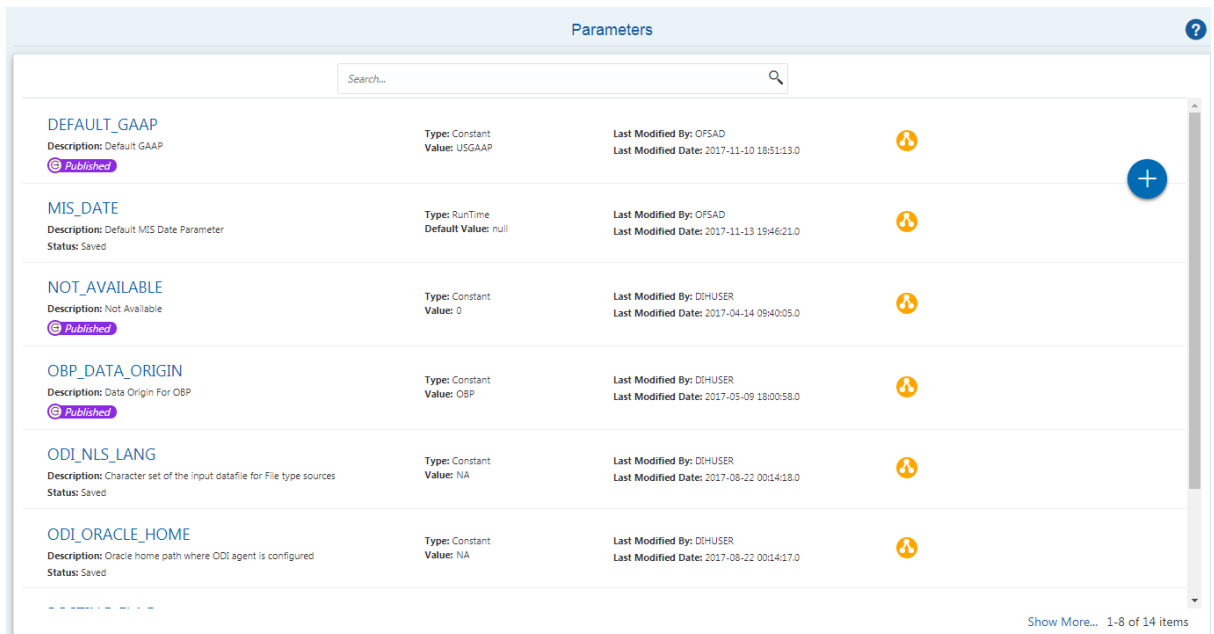 Parameters
?
Search...
DEFAULT_GAAP
Description: Default GAAP
Published
Type: Constant
Value: USGAAP
Last Modified By: OFSAD
Last Modified Date: 2017-11-10 18:51:13.0
MIS_DATE
Description: Default MIS Date Parameter
Status: Saved
Type: RunTime
Default Value: null
Last Modified By: OFSAD
Last Modified Date: 2017-11-13 19:46:21.0
NOT_AVAILABLE
Description: Not Available
Published
Type: Constant
Value: 0
Last Modified By: DIHUSER
Last Modified Date: 2017-04-14 09:40:05.0
OBP_DATA_ORIGIN
Description: Data Origin For OBP
Published
Type: Constant
Value: OBP
Last Modified By: DIHUSER
Last Modified Date: 2017-05-09 18:00:58.0
ODI_NLS_LANG
Description: Character set of the input datafile for File type sources
Status: Saved
Type: Constant
Value: NA
Last Modified By: DIHUSER
Last Modified Date: 2017-08-22 00:14:18.0
ODI_ORACLE_HOME
Description: Oracle home path where ODI agent is configured
Status: Saved
Type: Constant
Value: NA
Last Modified By: DIHUSER
Last Modified Date: 2017-08-22 00:14:17.0
Show More... 1-8 of 14 items